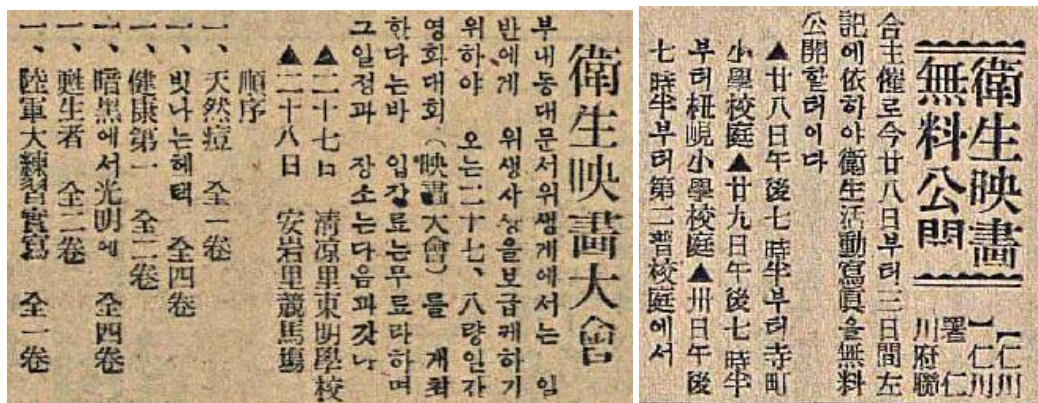 衛生映畵大會
부내동대문서위생게에서는 일
반에게 위생사상을보급케하기
위하야 오는二十七、八량일간
영화대회(映畵大會)를 개최
한다는바 입장료는무료라하며
그일정과 장소는다음과갓다
▲二十七日 淸凉里東明學校
▲二十八日 安岩里競馬塲
順序
一、天然痘 全一卷
一、빗나는혜택 全四卷
一、健康第一 全二卷
一、暗黑에서光明에 全四卷
一、甦生者 全二卷
一、陸軍大練習實寫 全一卷
衛生映畵
無料公開
【仁川
】仁川
署 仁
川府聯
合主催로今廿八日부터三日間左
記에依하야衛生活動寫眞을無料
公開할터이다
▲廿八日午後七時半부터寺町
小學校庭▲廿九日午後七時半
부터杻峴小學校庭▲卅日午後
七時半부터第二普校庭에서